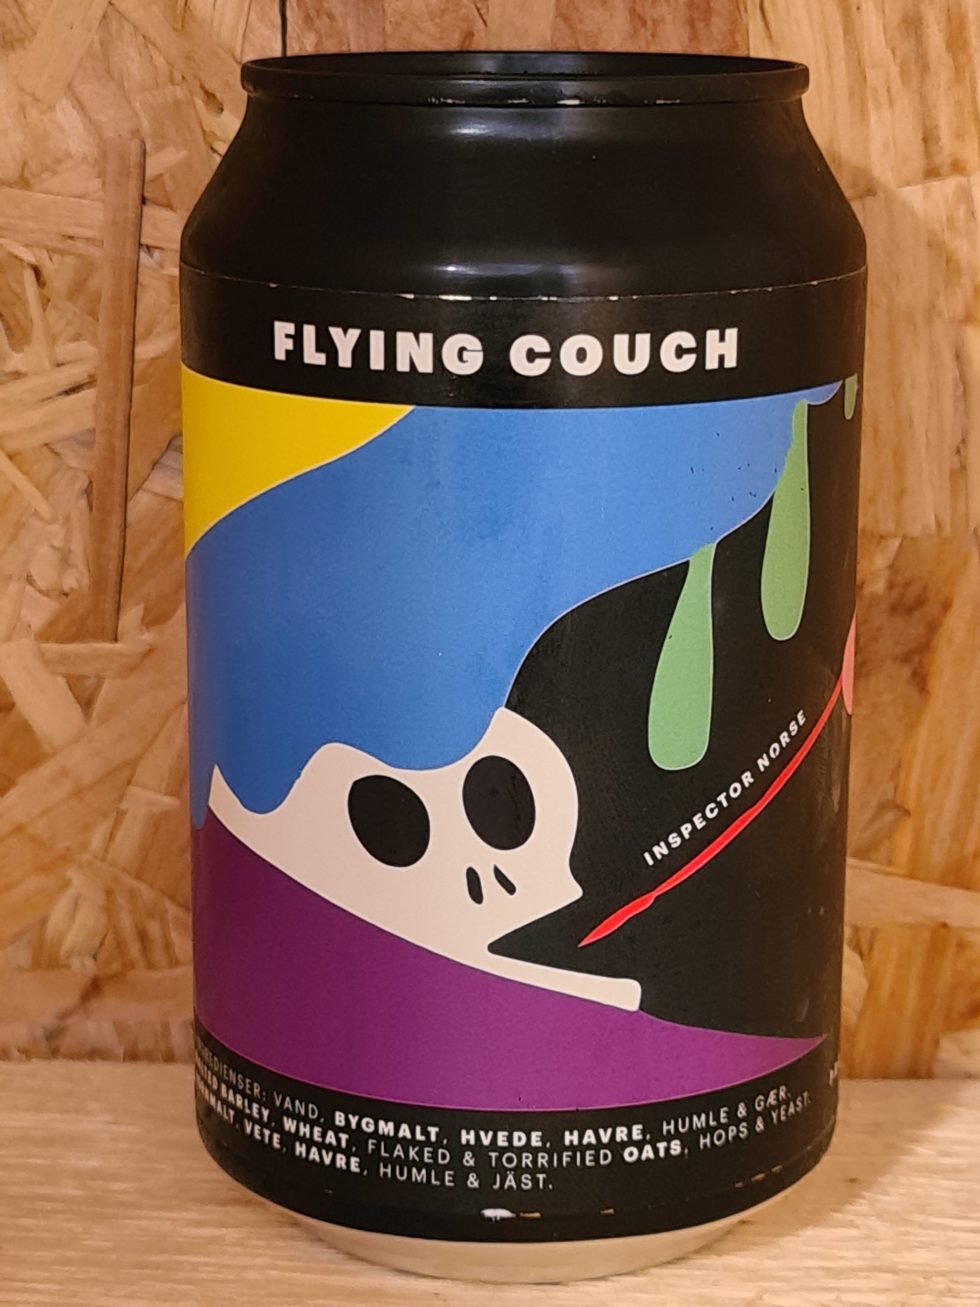 FLYING COUCH
INSPECTOR NORSE
VAND, BYGMALT, HVEDE, HAVRE, HUMLE & GÆR.
BARLEY, WHEAT, FLAKED & TORRIFIED OATS, HOPS & YEAST.
VETE, HAVRE, HUMLE & JÄST.